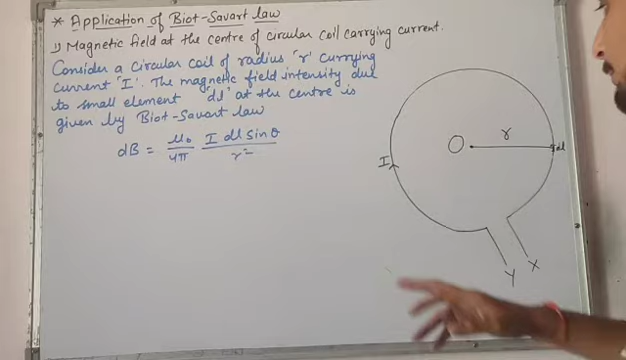 * Application of Biot-Savart law
1) Magnetic field at the centre of circular coil carrying current.
Consider a circular coil of radius 'r' currying
current 'I'. The magnetic field intensity due
to small element 'dl' at the centre is
given by Biot-Savart law
dB = μ₀/4π I dl sinθ/r²
O
r
dl
I
Y
X